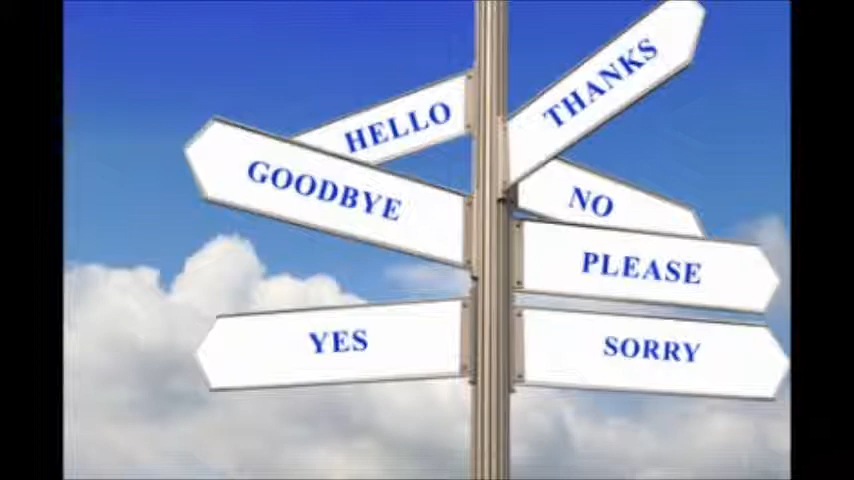 HELLO
THANKS
GOODBYE
NO
PLEASE
YES
SORRY